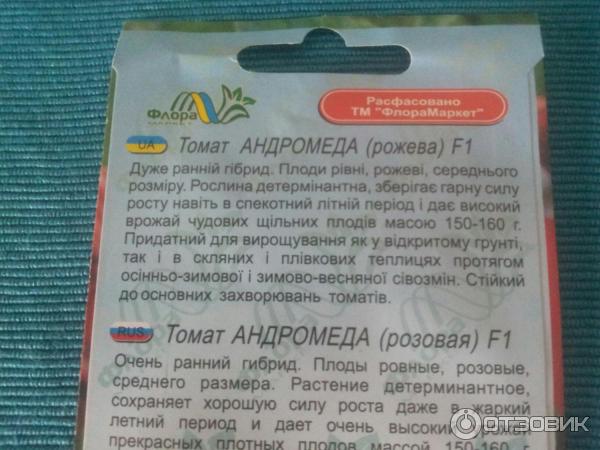 Флора
МАРКЕТ
Расфасовано
ТМ "ФлораМаркет"
UA Томат АНДРОМЕДА (рожева) F1
Дуже ранній гібрид. Плоди рівні, рожеві, середнього
розміру. Рослина детермінантна, зберігає гарну силу
росту навіть в спекотний літній період і дає високий
врожай чудових щільних плодів масою 150-160 г.
Придатний для вирощування як у відкритому грунті,
так і в скляних і плівкових теплицях протягом
осінньо-зимової і зимово-весняної сівозмін. Стійкий
до основних захворювань томатів.
RUS Томат АНДРОМЕДА (розовая) F1
Очень ранний гибрид. Плоды ровные, розовые,
среднего размера. Растение детерминантное,
сохраняет хорошую силу роста даже в жаркий
летний период и дает очень высокий урожай
прекрасных плотных плодов массой 150-160 г
ОТЗОВИК